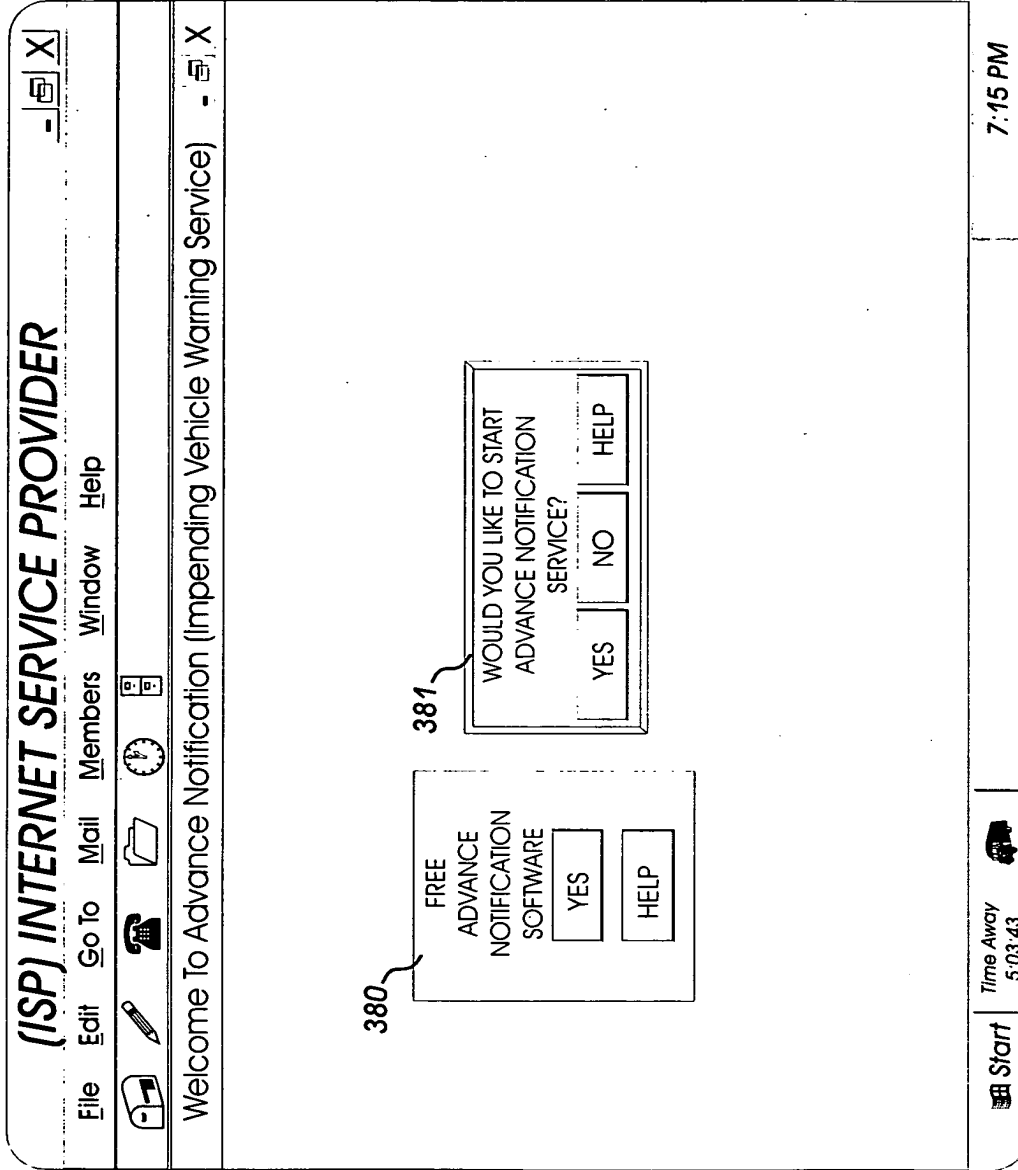 (ISP) INTERNET SERVICE PROVIDER
File Edit Go To Mail Members Window Help
Welcome To Advance Notification (Impending Vehicle Warning Service)
380
FREE
ADVANCE
NOTIFICATION
SOFTWARE
YES
HELP
381
WOULD YOU LIKE TO START
ADVANCE NOTIFICATION
SERVICE?
YES NO HELP
Start
Time Away
5:03:43
7:15 PM